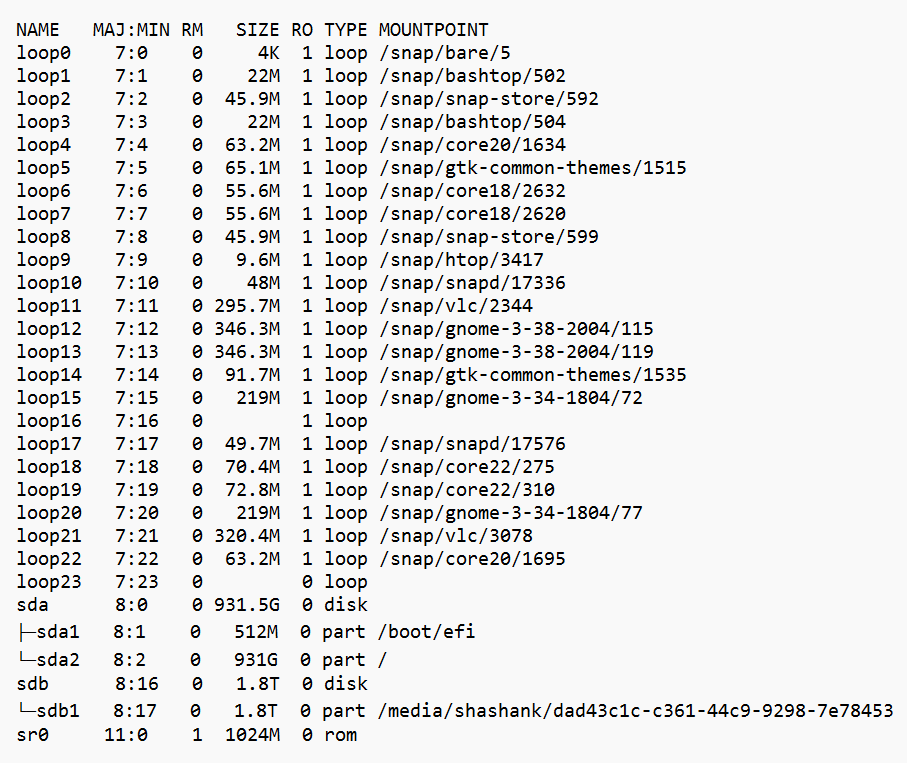 NAME   MAJ:MIN RM   SIZE RO TYPE MOUNTPOINT
loop0    7:0    0     4K  1 loop /snap/bare/5
loop1    7:1    0    22M  1 loop /snap/bashtop/502
loop2    7:2    0  45.9M  1 loop /snap/snap-store/592
loop3    7:3    0    22M  1 loop /snap/bashtop/504
loop4    7:4    0  63.2M  1 loop /snap/core20/1634
loop5    7:5    0  65.1M  1 loop /snap/gtk-common-themes/1515
loop6    7:6    0  55.6M  1 loop /snap/core18/2632
loop7    7:7    0  55.6M  1 loop /snap/core18/2620
loop8    7:8    0  45.9M  1 loop /snap/snap-store/599
loop9    7:9    0   9.6M  1 loop /snap/htop/3417
loop10   7:10   0    48M  1 loop /snap/snapd/17336
loop11   7:11   0 295.7M  1 loop /snap/vlc/2344
loop12   7:12   0 346.3M  1 loop /snap/gnome-3-38-2004/115
loop13   7:13   0 346.3M  1 loop /snap/gnome-3-38-2004/119
loop14   7:14   0  91.7M  1 loop /snap/gtk-common-themes/1535
loop15   7:15   0   219M  1 loop /snap/gnome-3-34-1804/72
loop16   7:16   0         1 loop
loop17   7:17   0  49.7M  1 loop /snap/snapd/17576
loop18   7:18   0  70.4M  1 loop /snap/core22/275
loop19   7:19   0  72.8M  1 loop /snap/core22/310
loop20   7:20   0   219M  1 loop /snap/gnome-3-34-1804/77
loop21   7:21   0 320.4M  1 loop /snap/vlc/3078
loop22   7:22   0  63.2M  1 loop /snap/core20/1695
loop23   7:23   0         0 loop
sda      8:0    0 931.5G  0 disk
├─sda1   8:1    0   512M  0 part /boot/efi
└─sda2   8:2    0   931G  0 part /
sdb      8:16   0   1.8T  0 disk
└─sdb1   8:17   0   1.8T  0 part /media/shashank/dad43c1c-c361-44c9-9298-7e78453
sr0     11:0    1  1024M  0 rom